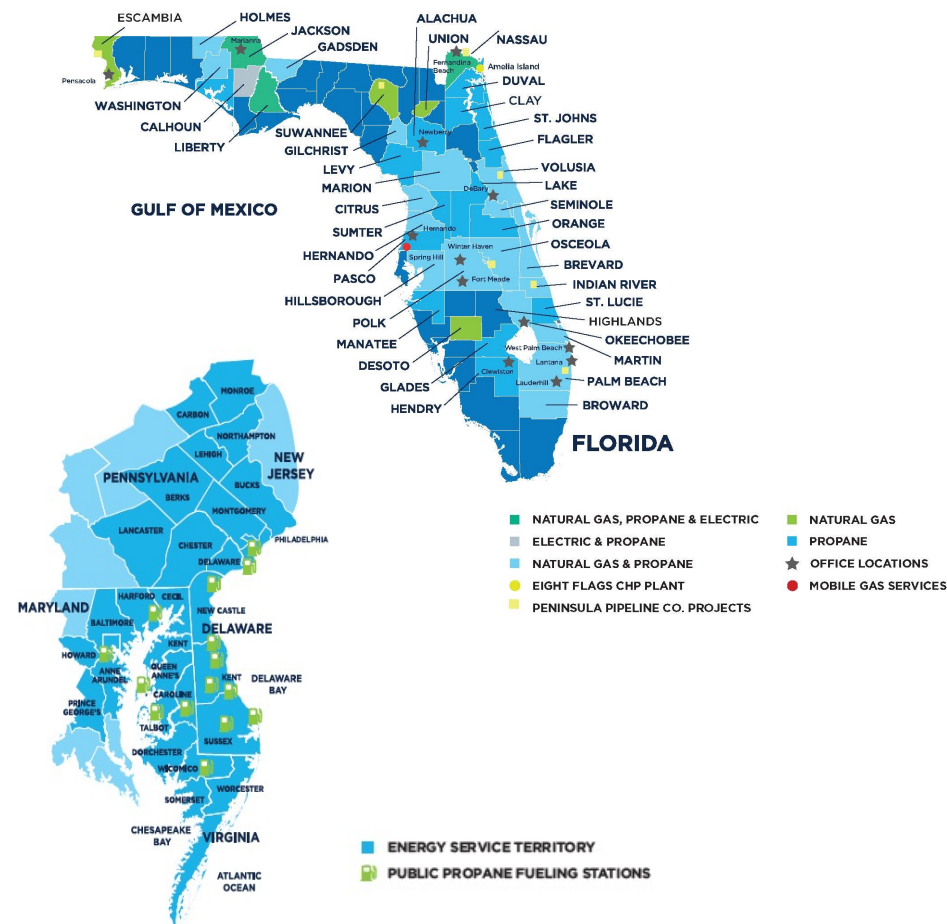 ESCAMBIA
HOLMES
JACKSON
GADSDEN
ALACHUA
UNION
NASSAU
Marianna
Pensacola
Fernandina
Beach
Amelia Island
DUVAL
CLAY
ST. JOHNS
FLAGLER
WASHINGTON
CALHOUN
LIBERTY
SUWANNEE
GILCHRIST
LEVY
MARION
CITRUS
SUMTER
HERNANDO
PASCO
HILLSBOROUGH
POLK
MANATEE
DESOTO
GLADES
HENDRY
Newberry
VOLUSIA
LAKE
DeBary
SEMINOLE
ORANGE
OSCEOLA
BREVARD
INDIAN RIVER
ST. LUCIE
HIGHLANDS
OKEECHOBEE
MARTIN
PALM BEACH
BROWARD
Hernando
Spring Hill
Winter Haven
Fort Meade
West Palm Beach
Lantana
Clewiston
Lauderhill
GULF OF MEXICO
FLORIDA
NATURAL GAS, PROPANE & ELECTRIC
ELECTRIC & PROPANE
NATURAL GAS & PROPANE
EIGHT FLAGS CHP PLANT
PENINSULA PIPELINE CO. PROJECTS
NATURAL GAS
PROPANE
OFFICE LOCATIONS
MOBILE GAS SERVICES
MONROE
CARBON
NORTHAMPTON
LEHIGH
NEW
JERSEY
PENNSYLVANIA
BUCKS
BERKS
MONTGOMERY
LANCASTER
CHESTER
PHILADELPHIA
DELAWARE
MARYLAND
HARFORD
CECIL
NEW CASTLE
BALTIMORE
DELAWARE
KENT
HOWARD
ANNE
ARUNDEL
QUEEN
ANNE'S
KENT
DELAWARE
BAY
CAROLINE
PRINCE
GEORGE'S
TALBOT
SUSSEX
DORCHESTER
WICOMICO
WORCESTER
SOMERSET
CHESAPEAKE
BAY
VIRGINIA
ATLANTIC
OCEAN
ENERGY SERVICE TERRITORY
PUBLIC PROPANE FUELING STATIONS